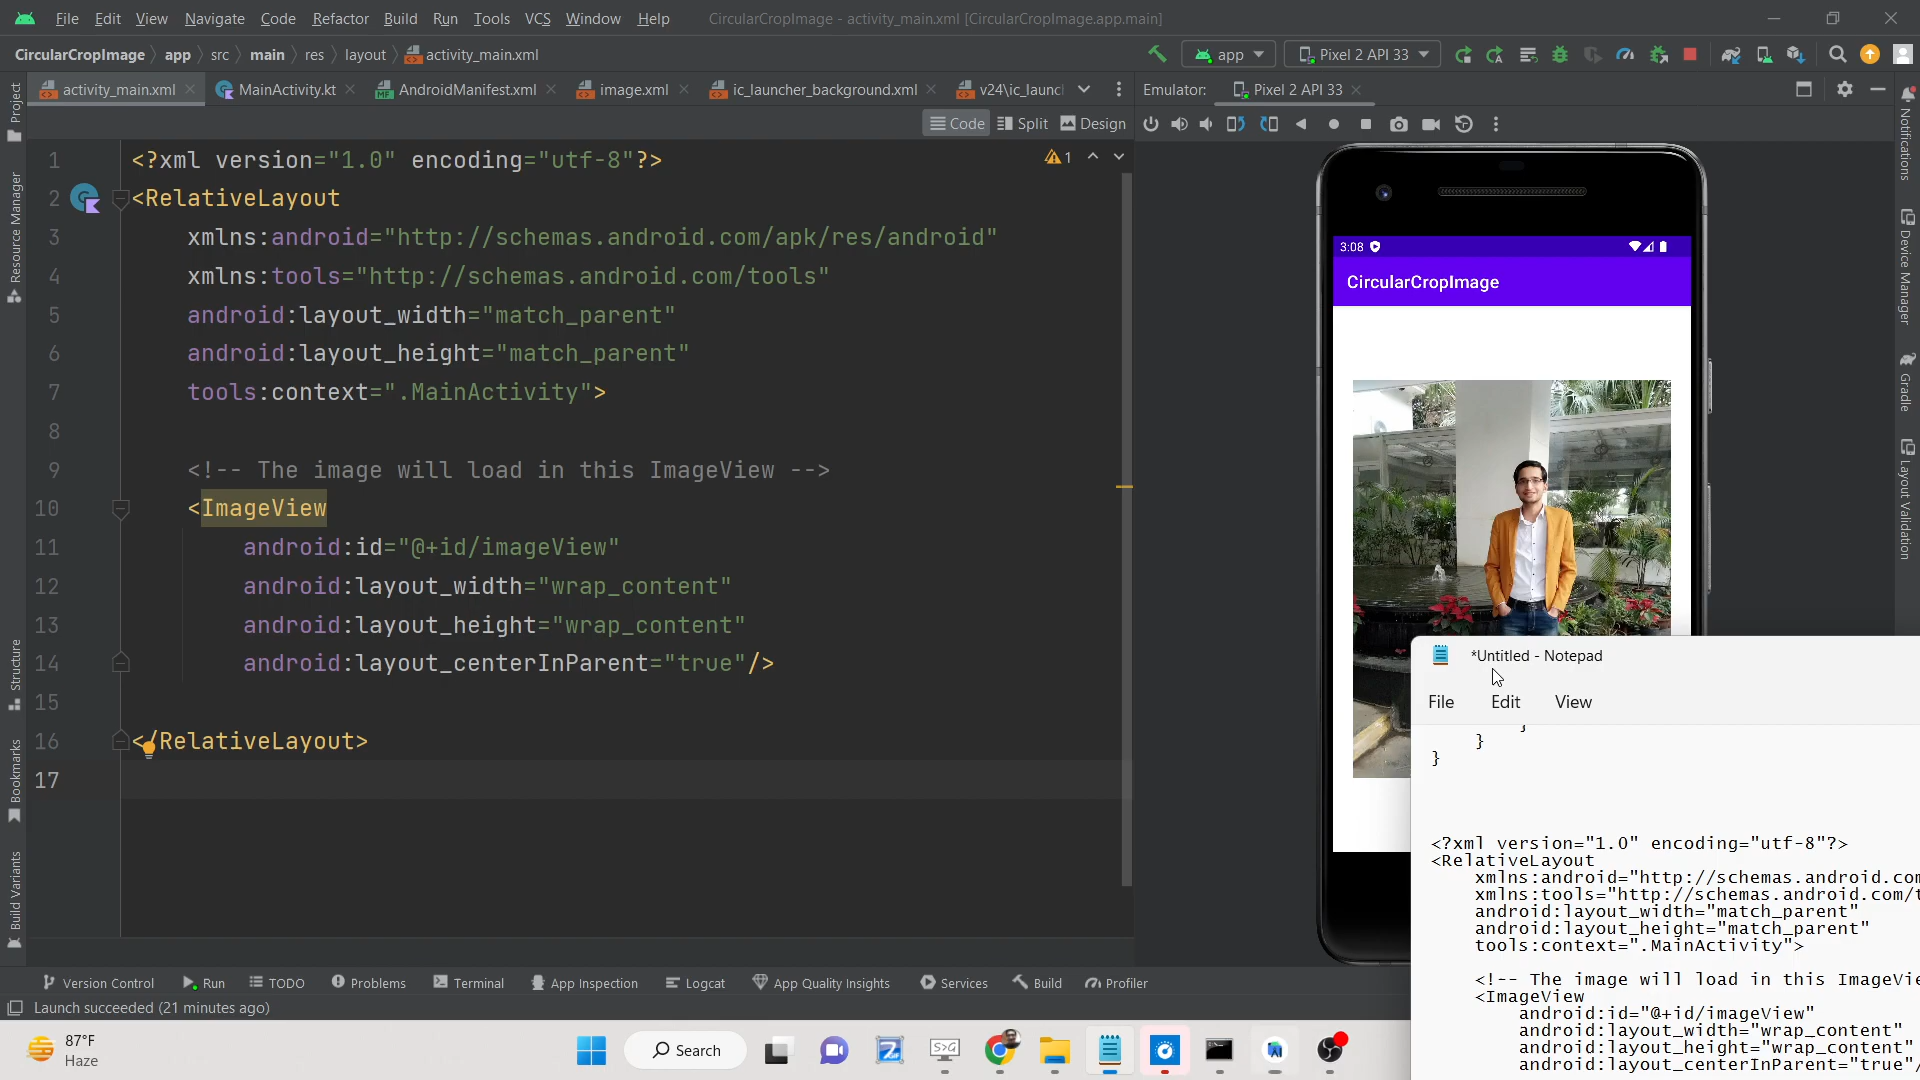 File Edit View Navigate Code Refactor Build Run Tools VCS Window Help CircularCropImage - activity_main.xml [CircularCropImage.app.main]
CircularCropImage app src main res layout activity_main.xml app Pixel 2 API 33
activity_main.xml MainActivity.kt AndroidManifest.xml image.xml ic_launcher_background.xml v24\ic_launc Emulator: Pixel 2 API 33
Code Split Design
Project
Resource Manager
Structure
Bookmarks
Build Variants
1 <?xml version="1.0" encoding="utf-8"?> 1
2 <RelativeLayout
3 xmlns:android="http://schemas.android.com/apk/res/android"
4 xmlns:tools="http://schemas.android.com/tools"
5 android:layout_width="match_parent"
6 android:layout_height="match_parent"
7 tools:context=".MainActivity">
8
9 <!-- The image will load in this ImageView -->
10 <ImageView
11 android:id="@+id/imageView"
12 android:layout_width="wrap_content"
13 android:layout_height="wrap_content"
14 android:layout_centerInParent="true"/>
15
16 </RelativeLayout>
17
3:08
CircularCropImage
Notifications
Device Manager
Gradle
Layout Validation
*Untitled - Notepad
File Edit View
}
}
<?xml version="1.0" encoding="utf-8"?>
<RelativeLayout
xmlns:android="http://schemas.android.com
xmlns:tools="http://schemas.android.com/t
android:layout_width="match_parent"
android:layout_height="match_parent"
tools:context=".MainActivity">
<!-- The image will load in this ImageVie
<ImageView
android:id="@+id/imageView"
android:layout_width="wrap_content"
android:layout_height="wrap_content"
android:layout_centerInParent="true"/
Version Control Run TODO Problems Terminal App Inspection Logcat App Quality Insights Services Build Profiler
Launch succeeded (21 minutes ago)
87°F
Haze
Search